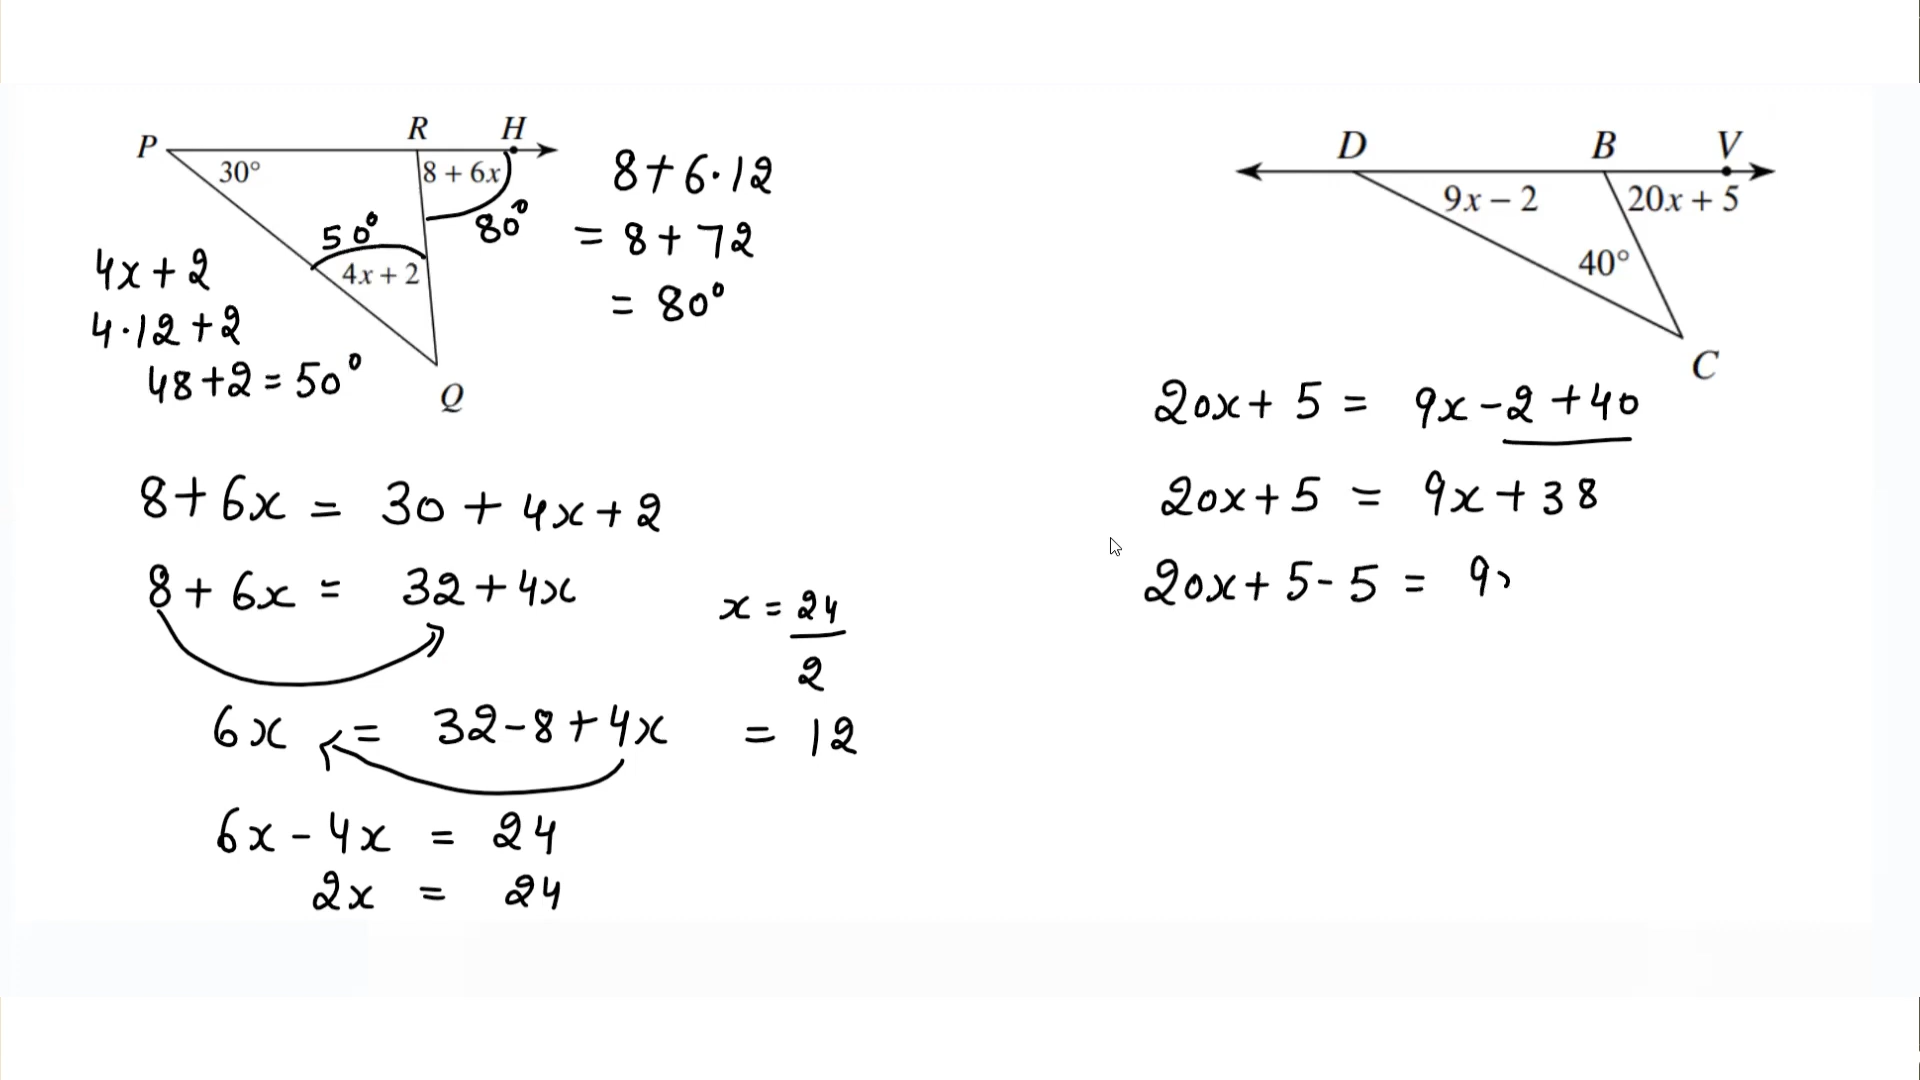 P
R H
30°
8 + 6x
50°
80°
4x + 2
Q
8+6·12
= 8+72
= 80°
4x+2
4·12+2
48+2=50°
8+6x = 30+4x+2
8+6x = 32+4x
6x = 32-8+4x
6x-4x = 24
2x = 24
x = 24
2
= 12
D B V
9x – 2
20x + 5
40°
C
20x+5 = 9x-2+40
20x+5 = 9x+38
20x+5-5 = 9